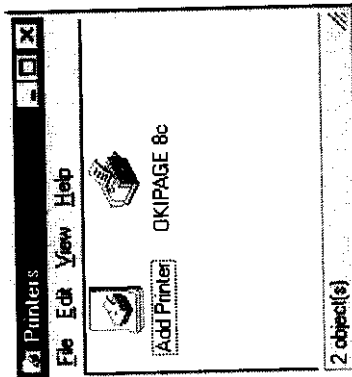 Printers
File Edit View Help
Add Printer OKIPAGE 8c
2 object(s)